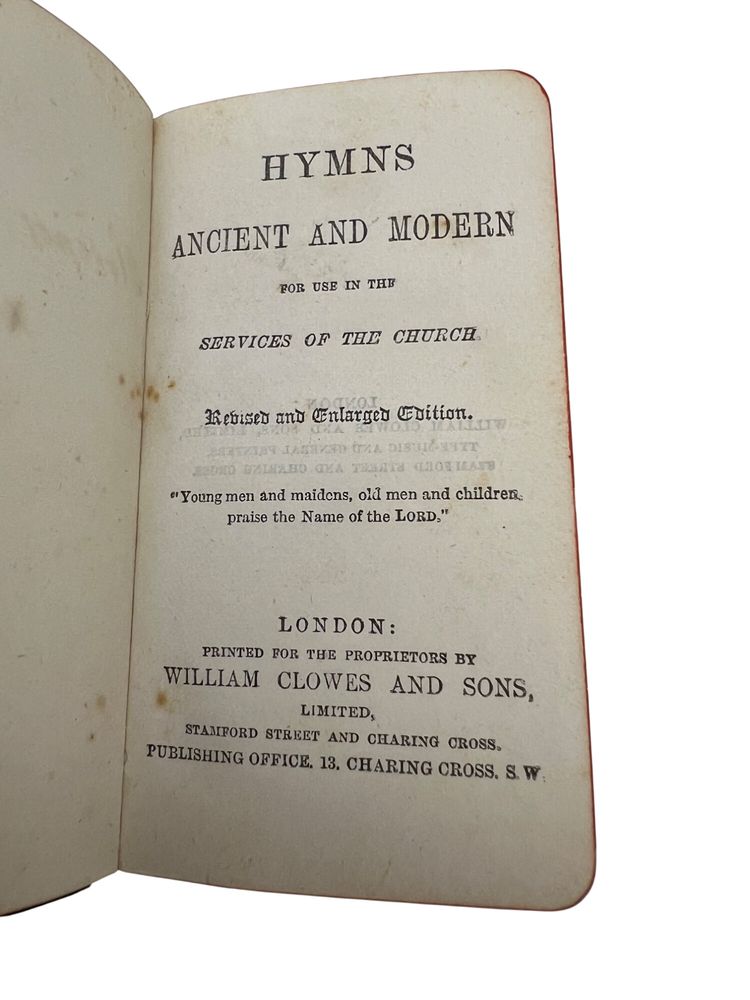 HYMNS
ANCIENT AND MODERN
FOR USE IN THE
SERVICES OF THE CHURCH.
Revised and Enlarged Edition.
"Young men and maidens, old men and children,
praise the Name of the LORD."
LONDON:
PRINTED FOR THE PROPRIETORS BY
WILLIAM CLOWES AND SONS,
LIMITED,
STAMFORD STREET AND CHARING CROSS.
PUBLISHING OFFICE. 13. CHARING CROSS. S.W.